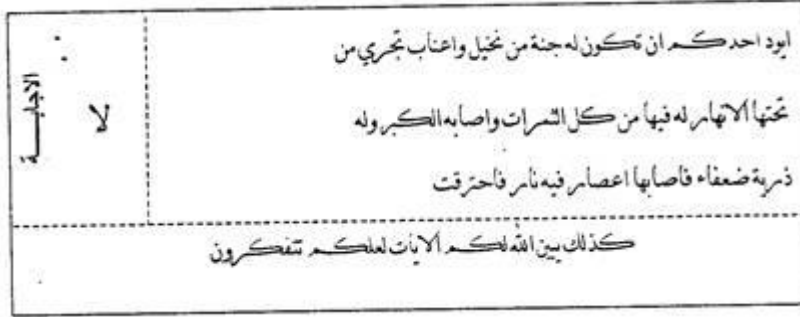 ايود احدكم ان تكون له جنة من نخيل واعناب تجري من
تحتها الانهار له فيها من كل الثمرات واصابه الكبر وله
ذرية ضعفاء فاصابها اعصار فيه نار فاحترقت
الاجابة :
لا
كذلك يبين الله لكم الايات لعلكم تتفكرون